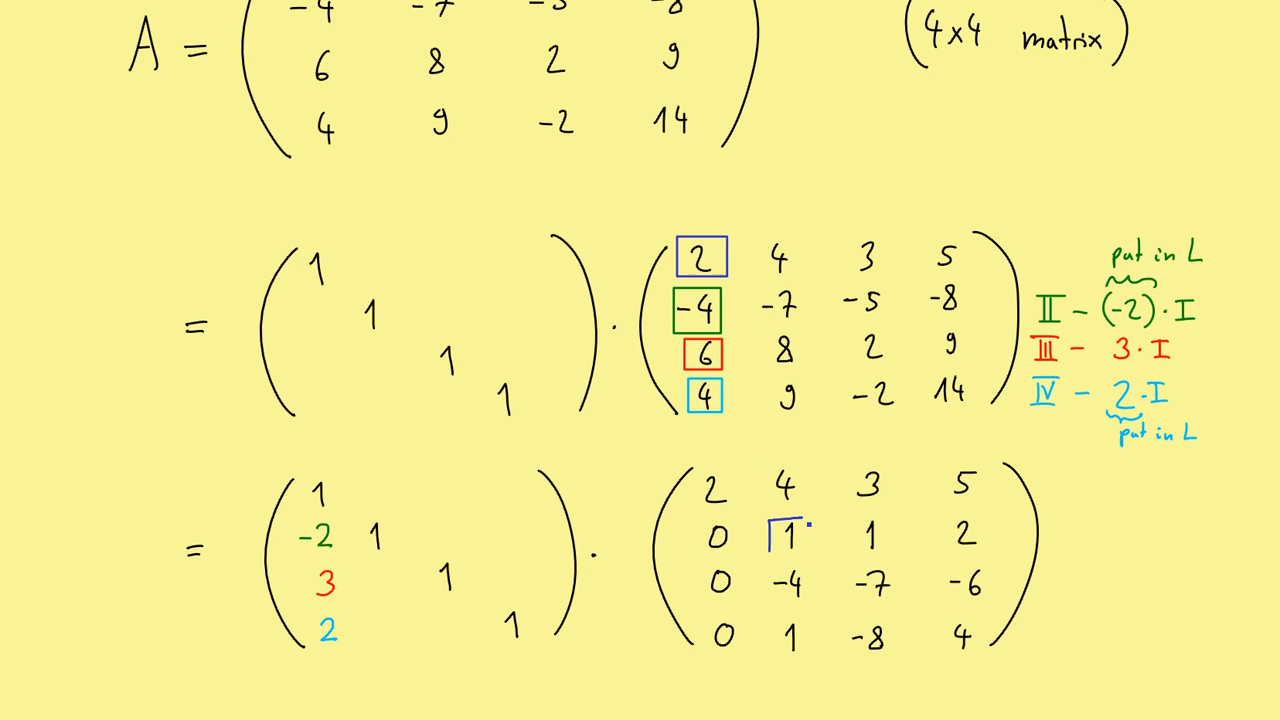 -4 -7 -5 -8
A = 6 8 2 9 (4x4 matrix)
4 9 -2 14
put in L
1 2 4 3 5
= 1 · -4 -7 -5 -8 II - (-2) · I
1 6 8 2 9 III - 3 · I
1 4 9 -2 14 IV - 2 · I
put in L
1 2 4 3 5
= -2 1 · 0 1 1 2
3 1 0 -4 -7 -6
2 1 0 1 -8 4